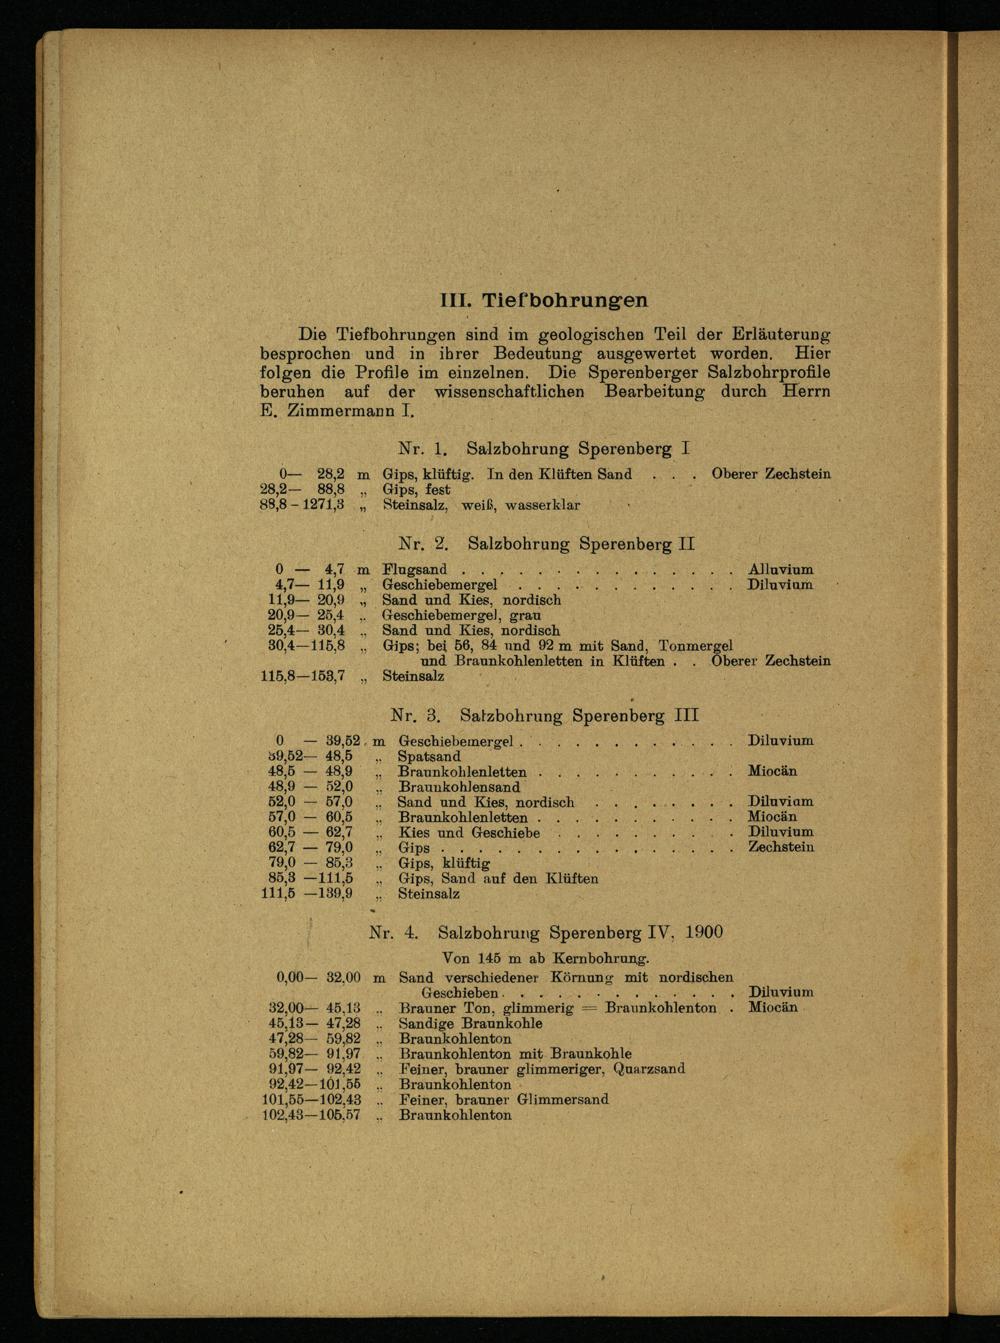 III. Tiefbohrungen
Die Tiefbohrungen sind im geologischen Teil der Erläuterung
besprochen und in ihrer Bedeutung ausgewertet worden. Hier
folgen die Profile im einzelnen. Die Sperenberger Salzbohrprofile
beruhen auf der wissenschaftlichen Bearbeitung durch Herrn
E. Zimmermann I.
Nr. 1. Salzbohrung Sperenberg I
0— 28,2 m Gips, klüftig. In den Klüften Sand . . . Oberer Zechstein
28,2— 88,8 „ Gips, fest
88,8 – 1271,3 „ Steinsalz, weiß, wasserklar
Nr. 2. Salzbohrung Sperenberg II
0 — 4,7 m Flugsand . . . . . . . . . . . . . . . Alluvium
4,7— 11,9 „ Geschiebemergel . . . . . . . . . . . . Diluvium
11,9— 20,9 „ Sand und Kies, nordisch
20,9— 25,4 „ Geschiebemergel, grau
25,4— 30,4 „ Sand und Kies, nordisch
30,4—115,8 „ Gips; bei 56, 84 und 92 m mit Sand, Tonmergel
und Braunkohlenletten in Klüften . . Oberer Zechstein
115,8—153,7 „ Steinsalz
Nr. 3. Salzbohrung Sperenberg III
0 — 39,52 m Geschiebemergel . . . . . . . . . . . . Diluvium
39,52— 48,5 „ Spatsand
48,5 — 48,9 „ Braunkohlenletten . . . . . . . . . . . Miocän
48,9 — 52,0 „ Braunkohlensand
52,0 — 57,0 „ Sand und Kies, nordisch . . . . . . . . Diluvium
57,0 — 60,5 „ Braunkohlenletten . . . . . . . . . . . Miocän
60,5 — 62,7 „ Kies und Geschiebe . . . . . . . . . . Diluvium
62,7 — 79,0 „ Gips . . . . . . . . . . . . . . . . Zechstein
79,0 — 85,3 „ Gips, klüftig
85,3 —111,5 „ Gips, Sand auf den Klüften
111,5 —139,9 „ Steinsalz
Nr. 4. Salzbohrung Sperenberg IV, 1900
Von 145 m ab Kernbohrung.
0,00— 32,00 m Sand verschiedener Körnung mit nordischen
Geschieben . . . . . . . . . . . . . Diluvium
32,00— 45,13 „ Brauner Ton, glimmerig = Braunkohlenton . Miocän
45,13— 47,28 „ Sandige Braunkohle
47,28— 59,82 „ Braunkohlenton
59,82— 91,97 „ Braunkohlenton mit Braunkohle
91,97— 92,42 „ Feiner, brauner glimmeriger, Quarzsand
92,42—101,55 „ Braunkohlenton
101,55—102,43 „ Feiner, brauner Glimmersand
102,43—105,57 „ Braunkohlenton